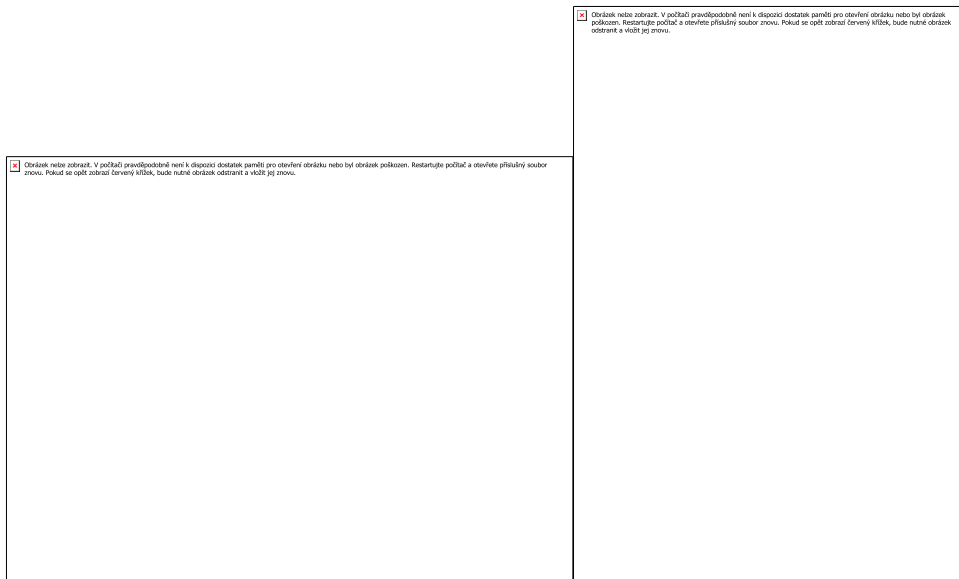 Obrázek nelze zobrazit. V počítači pravděpodobně není k dispozici dostatek paměti pro otevření obrázku nebo byl obrázek
poškozen. Restartujte počítač a otevřete příslušný soubor znovu. Pokud se opět zobrazí červený křížek, bude nutné obrázek
odstranit a vložit jej znovu.
Obrázek nelze zobrazit. V počítači pravděpodobně není k dispozici dostatek paměti pro otevření obrázku nebo byl obrázek poškozen. Restartujte počítač a otevřete příslušný soubor
znovu. Pokud se opět zobrazí červený křížek, bude nutné obrázek odstranit a vložit jej znovu.